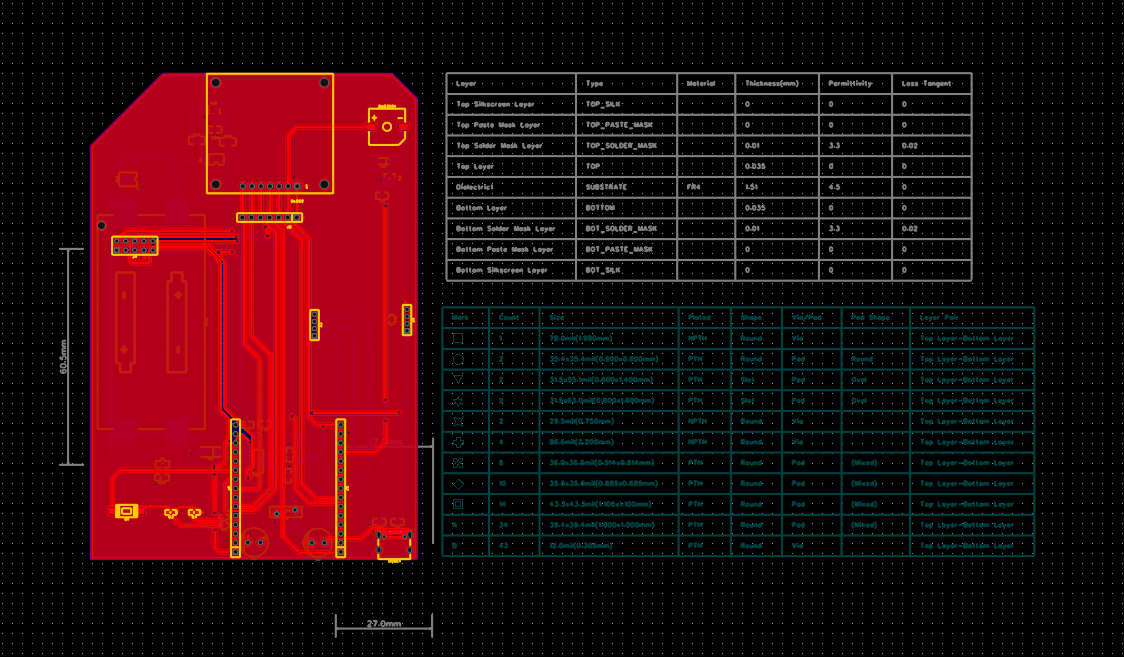 Layer Type Material Thickness(mm) Permittivity Loss Tangent
Top Silkscreen Layer TOP_SILK 0 0 0
Top Paste Mask Layer TOP_PASTE_MASK 0 0 0
Top Solder Mask Layer TOP_SOLDER_MASK 0.01 3.3 0.02
Top Layer TOP 0.035 0 0
Dielectric1 SUBSTRATE FR4 1.51 4.5 0
Bottom Layer BOTTOM 0.035 0 0
Bottom Solder Mask Layer BOT_SOLDER_MASK 0.01 3.3 0.02
Bottom Paste Mask Layer BOT_PASTE_MASK 0 0 0
Bottom Silkscreen Layer BOT_SILK 0 0 0
Mark Count Size Plated Shape Via/Pad Pad Shape Layer Pair
1 78.0mil(1.980mm) NPTH Round Via Top Layer-Bottom Layer
2 35.4x35.4mil(0.900x0.900mm) PTH Round Pad Round Top Layer-Bottom Layer
2 31.5x55.1mil(0.800x1.400mm) PTH Slot Pad Oval Top Layer-Bottom Layer
2 31.5x63.0mil(0.800x1.600mm) PTH Slot Pad Oval Top Layer-Bottom Layer
2 29.5mil(0.750mm) NPTH Round Via Top Layer-Bottom Layer
4 86.6mil(2.200mm) NPTH Round Via Top Layer-Bottom Layer
8 36.0x36.0mil(0.914x0.914mm) PTH Round Pad (Mixed) Top Layer-Bottom Layer
10 35.0x35.0mil(0.889x0.889mm) PTH Round Pad (Mixed) Top Layer-Bottom Layer
14 43.5x43.5mil(1.105x1.105mm) PTH Round Pad (Mixed) Top Layer-Bottom Layer
34 39.4x39.4mil(1.000x1.000mm) PTH Round Pad (Mixed) Top Layer-Bottom Layer
43 12.0mil(0.305mm) PTH Round Via Top Layer-Bottom Layer
60.5mm
27.0mm